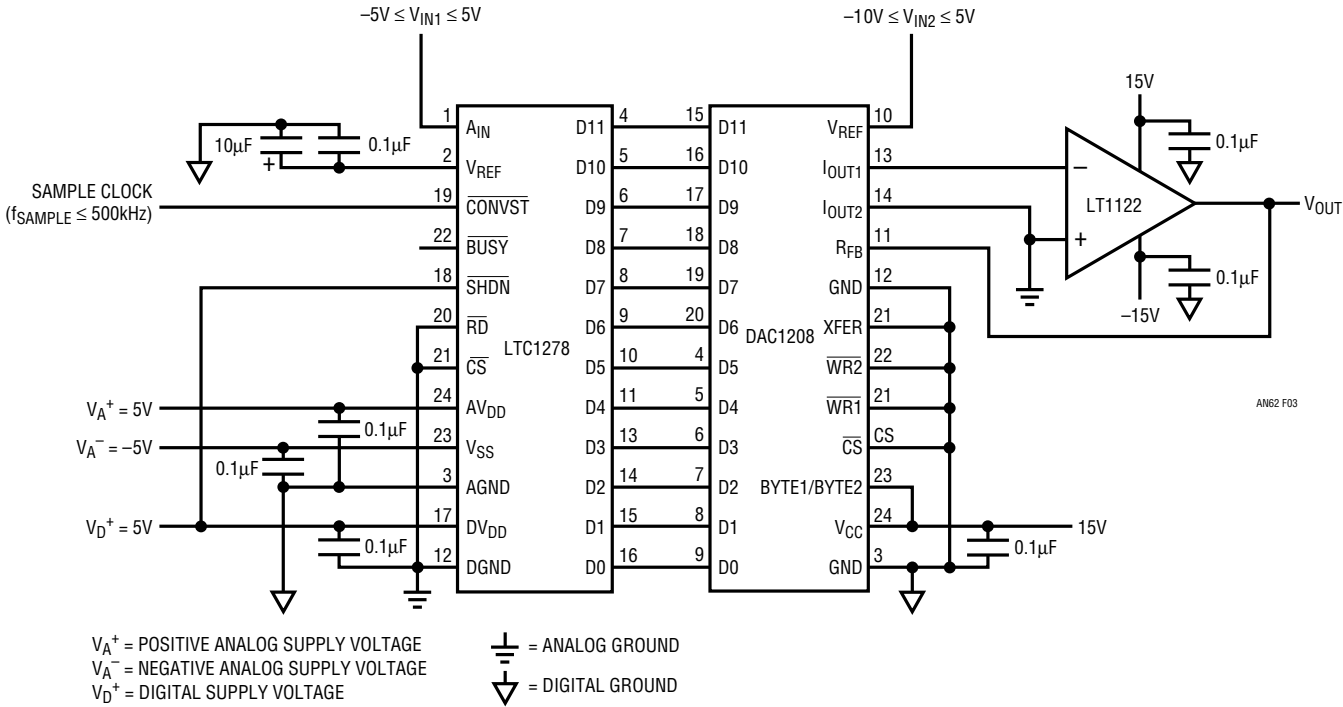 –5V ≤ VIN1 ≤ 5V
–10V ≤ VIN2 ≤ 5V
10µF
+
0.1µF
SAMPLE CLOCK
(fSAMPLE ≤ 500kHz)
VA+ = 5V
VA– = –5V
VD+ = 5V
0.1µF
0.1µF
0.1µF
1 AIN D11 4
2 VREF D10 5
19 CONVST D9 6
22 BUSY D8 7
18 SHDN D7 8
20 RD D6 9
LTC1278
21 CS D5 10
24 AVDD D4 11
23 VSS D3 13
3 AGND D2 14
17 DVDD D1 15
12 DGND D0 16
15 D11 VREF 10
16 D10 IOUT1 13
17 D9 IOUT2 14
18 D8 RFB 11
19 D7 GND 12
20 D6 XFER 21
DAC1208
4 D5 WR2 22
5 D4 WR1 21
6 D3 CS CS
7 D2 BYTE1/BYTE2 23
8 D1 VCC 24
9 D0 GND 3
15V
0.1µF
–
LT1122
+
VOUT
0.1µF
–15V
15V
0.1µF
AN62 F03
VA+ = POSITIVE ANALOG SUPPLY VOLTAGE
VA– = NEGATIVE ANALOG SUPPLY VOLTAGE
VD+ = DIGITAL SUPPLY VOLTAGE
= ANALOG GROUND
= DIGITAL GROUND